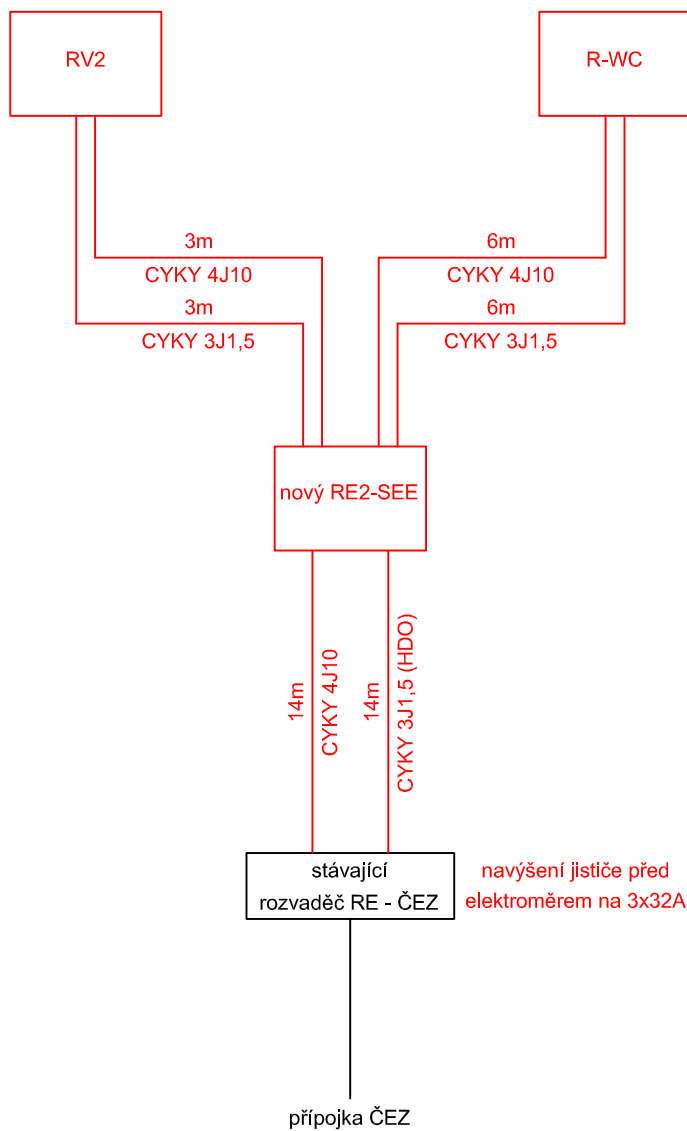 RV2
R-WC
3m
CYKY 4J10
3m
CYKY 3J1,5
6m
CYKY 4J10
6m
CYKY 3J1,5
nový RE2-SEE
14m
CYKY 4J10
14m
CYKY 3J1,5 (HDO)
stávající
rozvaděč RE - ČEZ
navýšení jističe před
elektroměrem na 3x32A
přípojka ČEZ